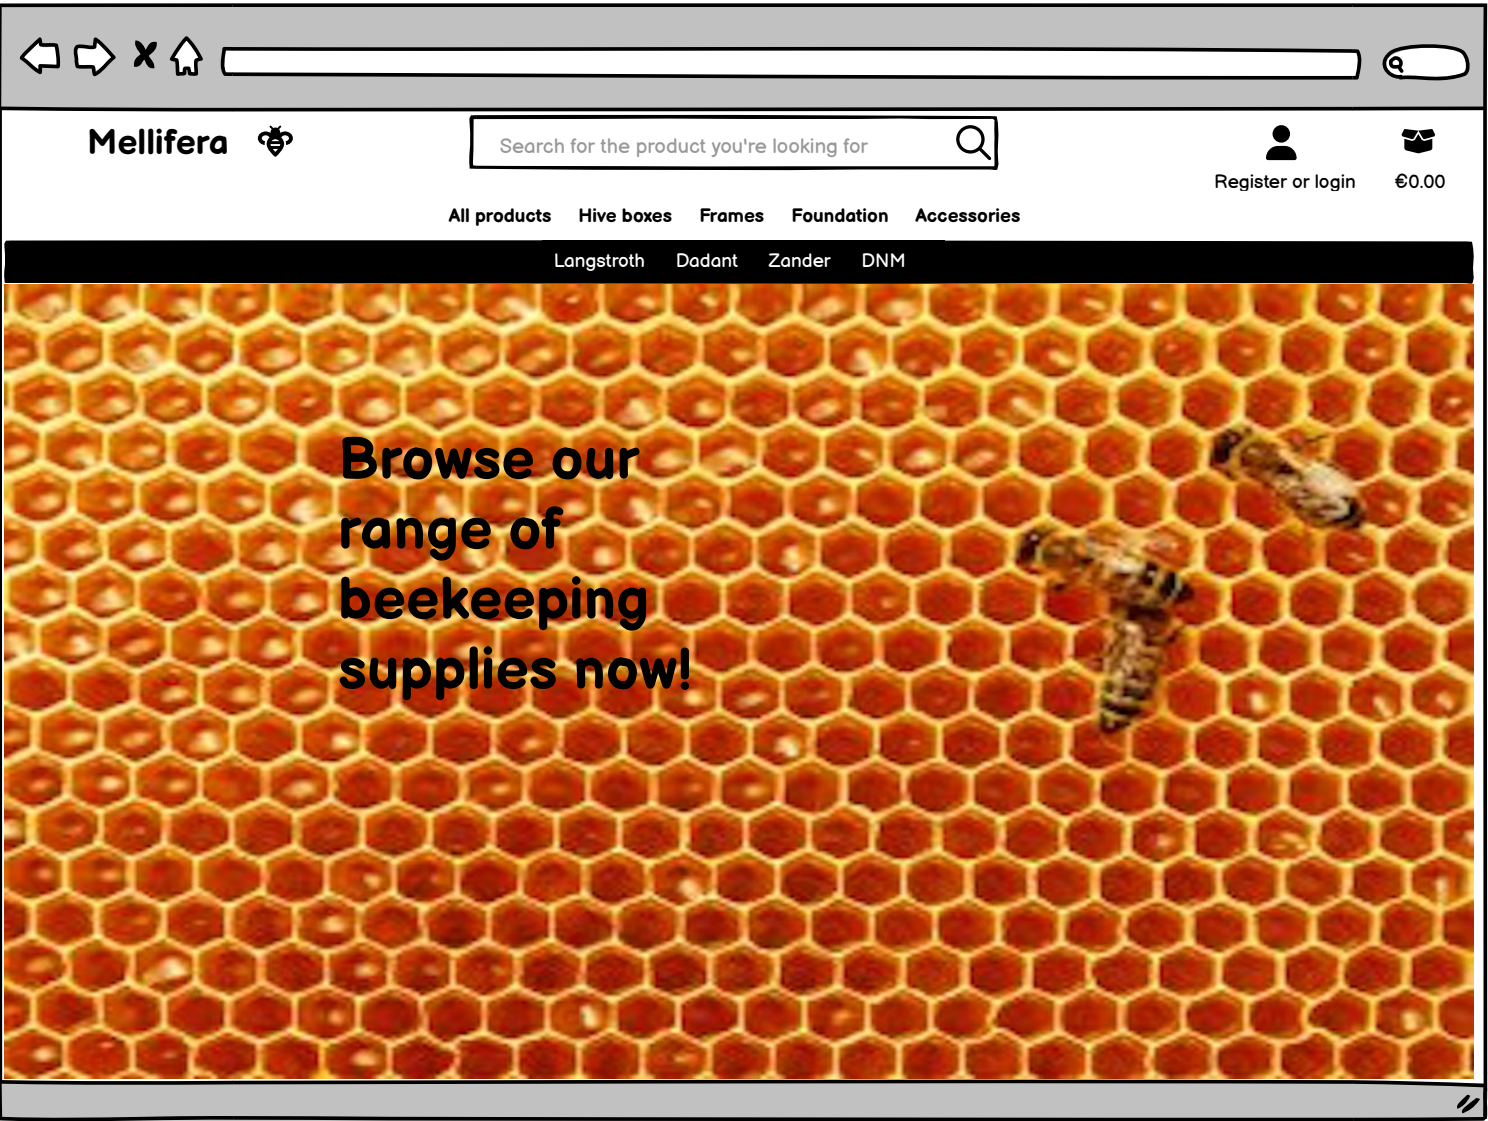 Mellifera
Search for the product you're looking for
Register or login
€0.00
All products Hive boxes Frames Foundation Accessories
Langstroth Dadant Zander DNM
Browse our
range of
beekeeping
supplies now!